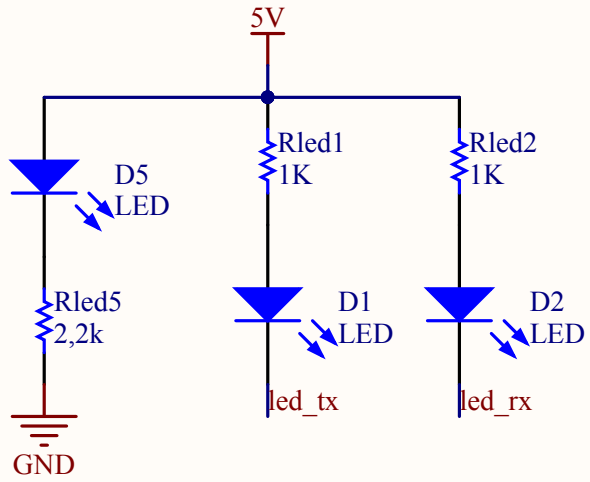 5V
Rled1
1K
Rled2
1K
D5
LED
Rled5
2,2k
D1
LED
D2
LED
led_tx
led_rx
GND